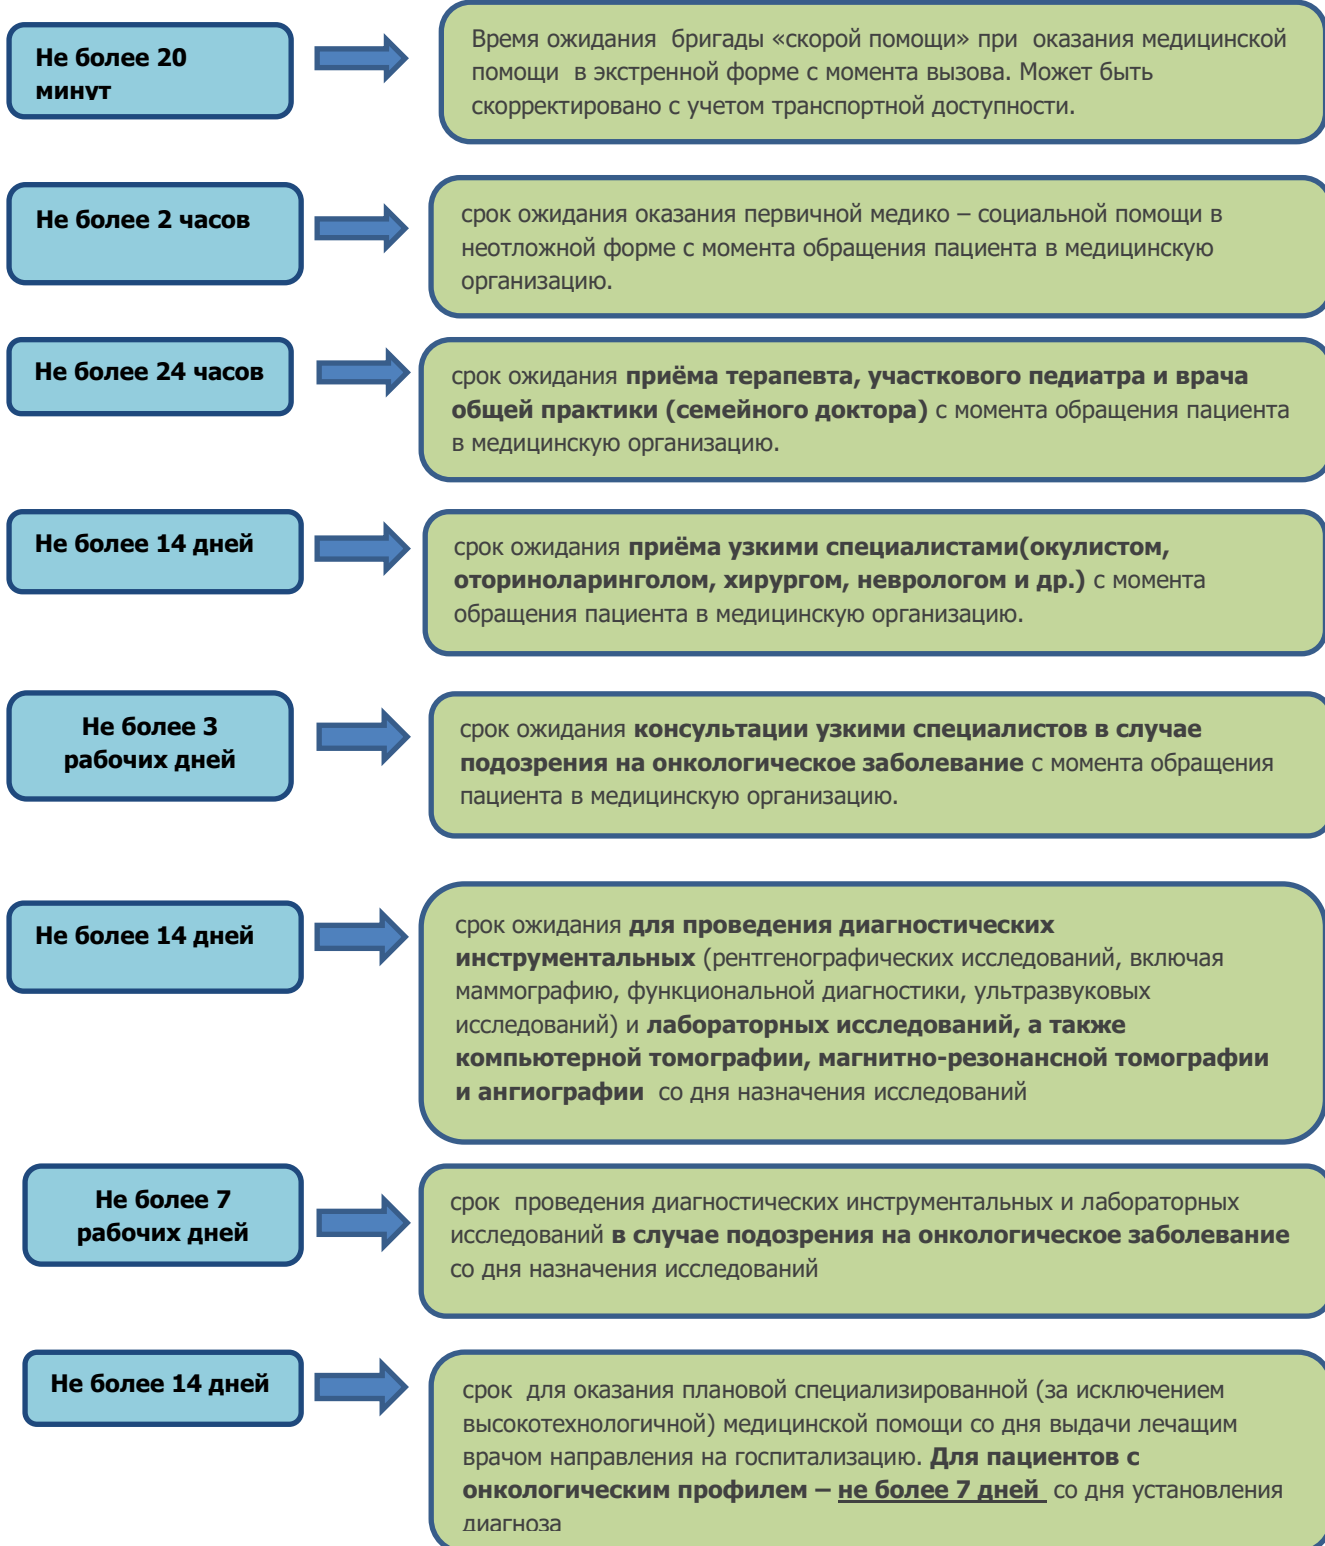 Не более 20
минут
Время ожидания бригады «скорой помощи» при оказания медицинской
помощи в экстренной форме с момента вызова. Может быть
скорректировано с учетом транспортной доступности.
Не более 2 часов
срок ожидания оказания первичной медико – социальной помощи в
неотложной форме с момента обращения пациента в медицинскую
организацию.
Не более 24 часов
срок ожидания приёма терапевта, участкового педиатра и врача
общей практики (семейного доктора) с момента обращения пациента
в медицинскую организацию.
Не более 14 дней
срок ожидания приёма узкими специалистами(окулистом,
оториноларинголом, хирургом, неврологом и др.) с момента
обращения пациента в медицинскую организацию.
Не более 3
рабочих дней
срок ожидания консультации узкими специалистов в случае
подозрения на онкологическое заболевание с момента обращения
пациента в медицинскую организацию.
Не более 14 дней
срок ожидания для проведения диагностических
инструментальных (рентгенографических исследований, включая
маммографию, функциональной диагностики, ультразвуковых
исследований) и лабораторных исследований, а также
компьютерной томографии, магнитно-резонансной томографии
и ангиографии со дня назначения исследований
Не более 7
рабочих дней
срок проведения диагностических инструментальных и лабораторных
исследований в случае подозрения на онкологическое заболевание
со дня назначения исследований
Не более 14 дней
срок для оказания плановой специализированной (за исключением
высокотехнологичной) медицинской помощи со дня выдачи лечащим
врачом направления на госпитализацию. Для пациентов с
онкологическим профилем – не более 7 дней со дня установления
диагноза